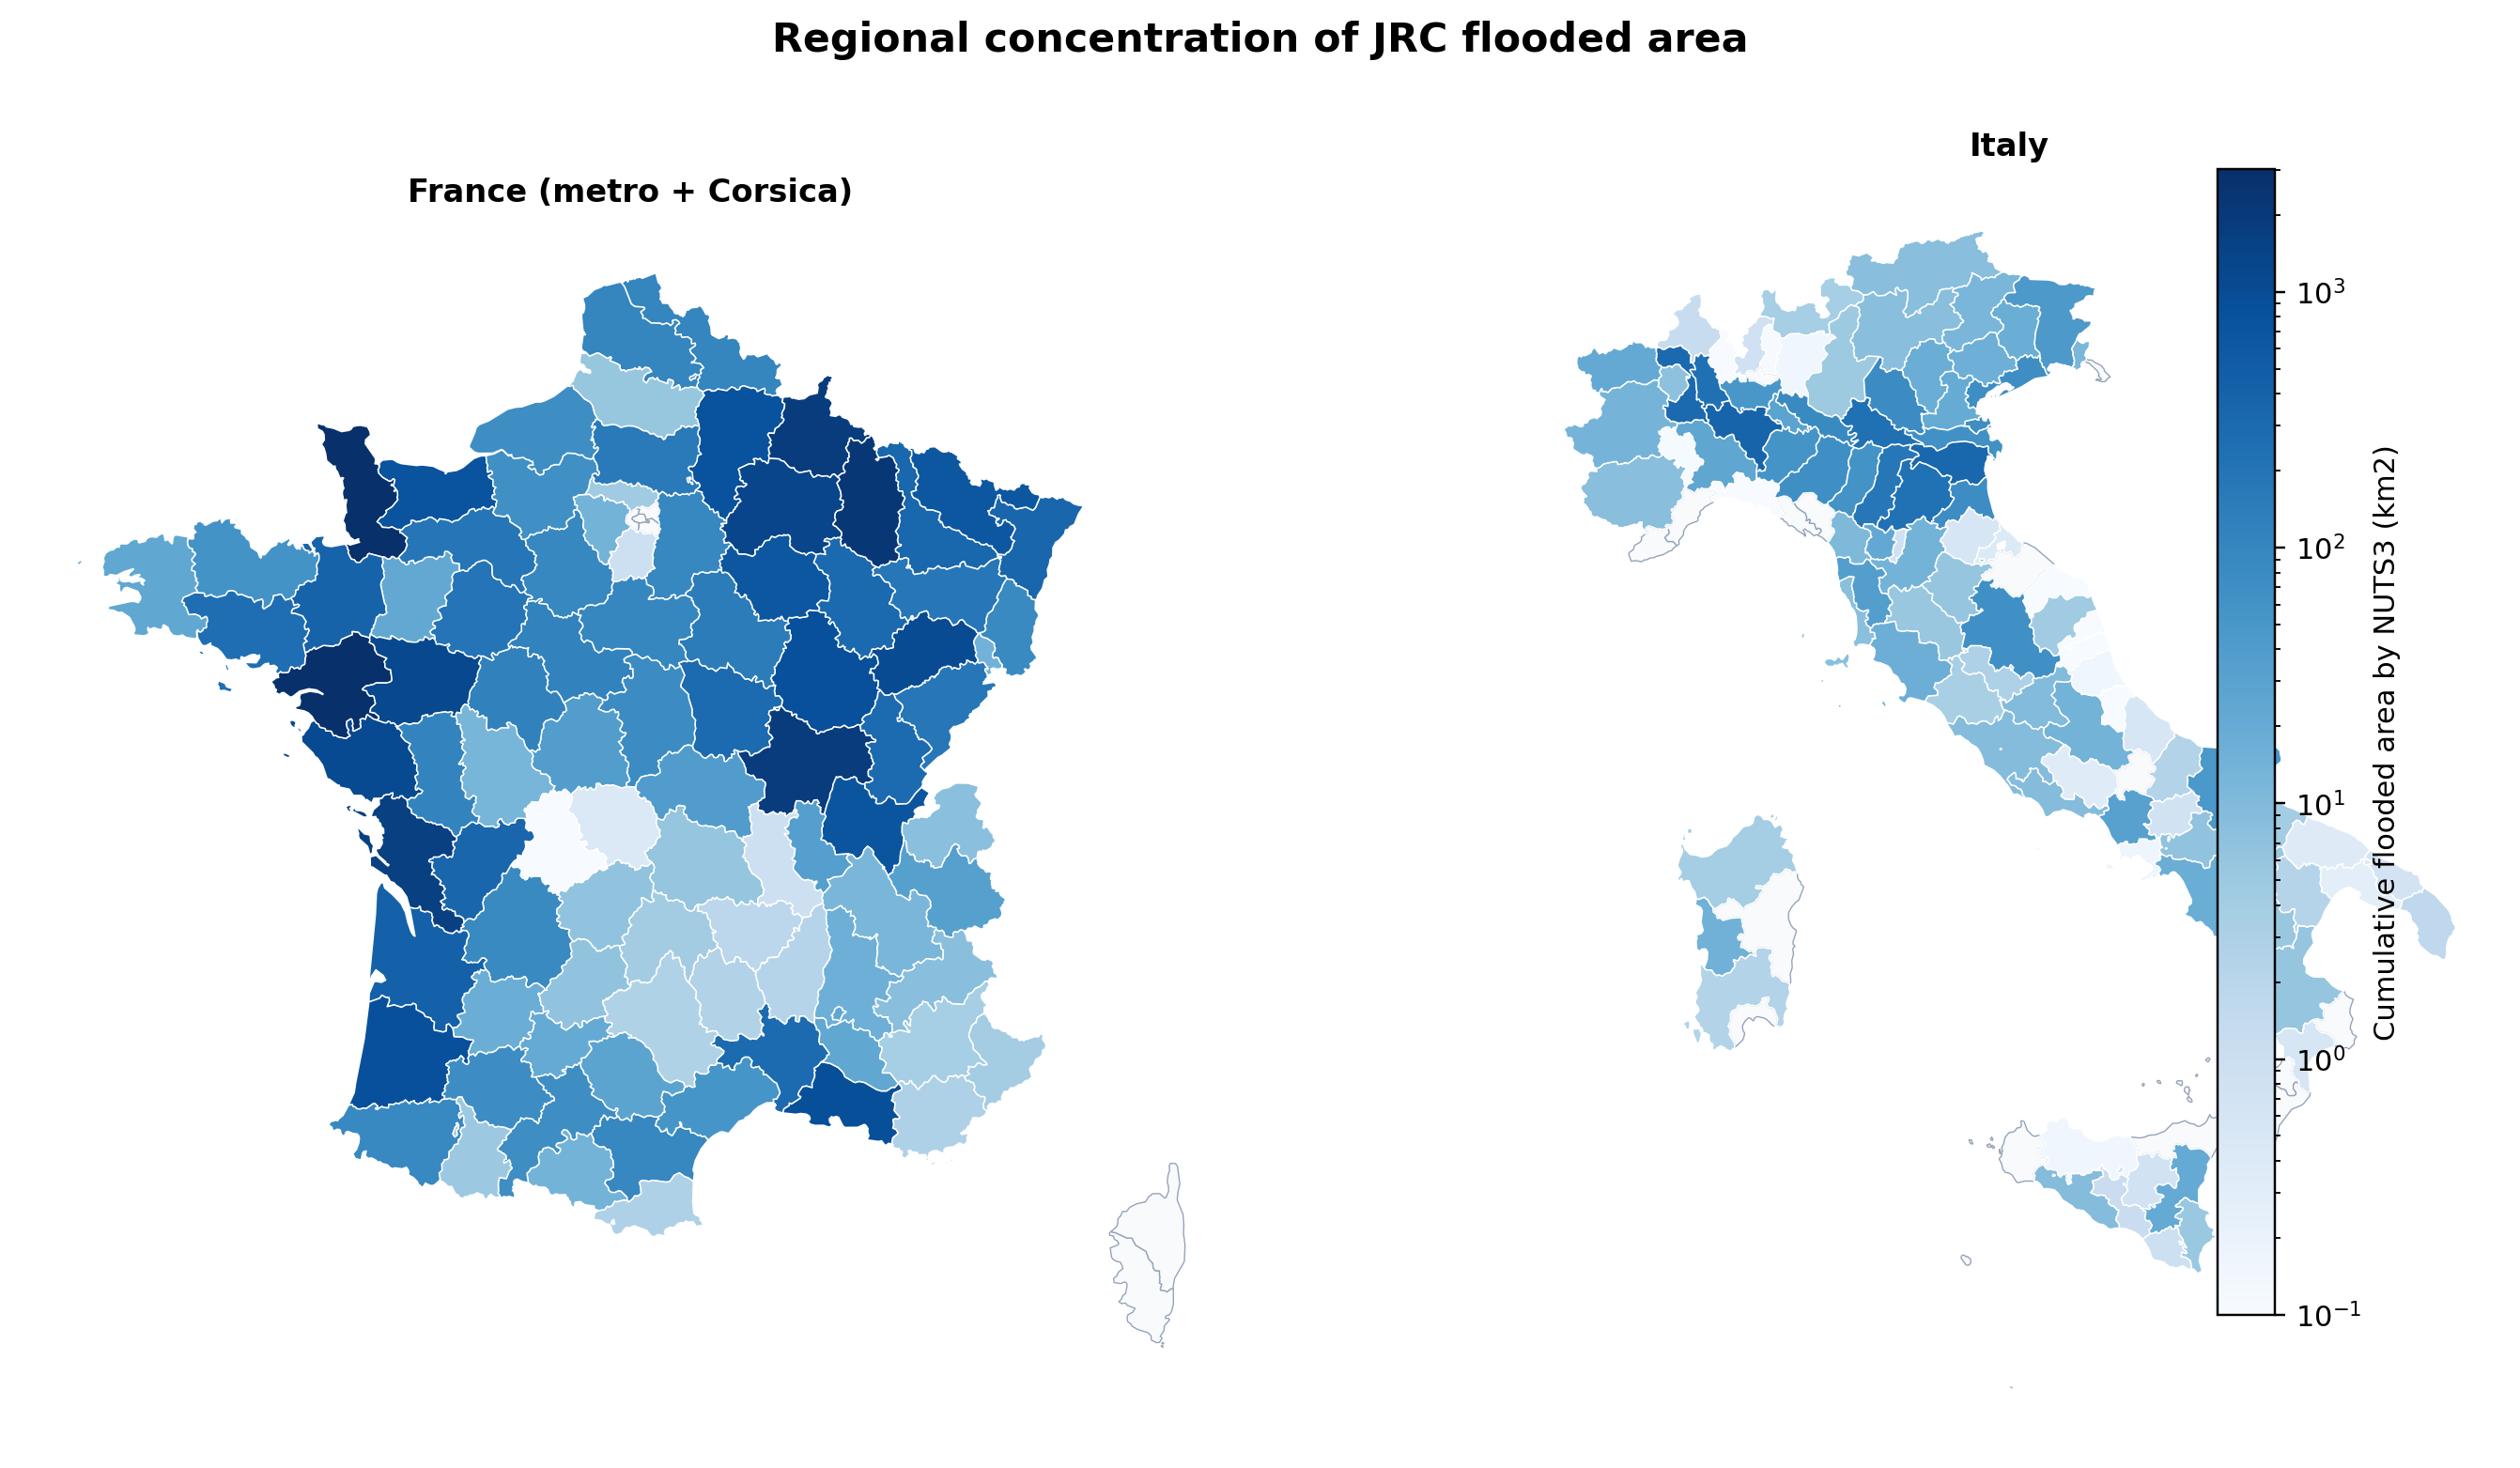 Regional concentration of JRC flooded area
France (metro + Corsica)
Italy
10³
10²
10¹
10⁰
10⁻¹
Cumulative flooded area by NUTS3 (km2)